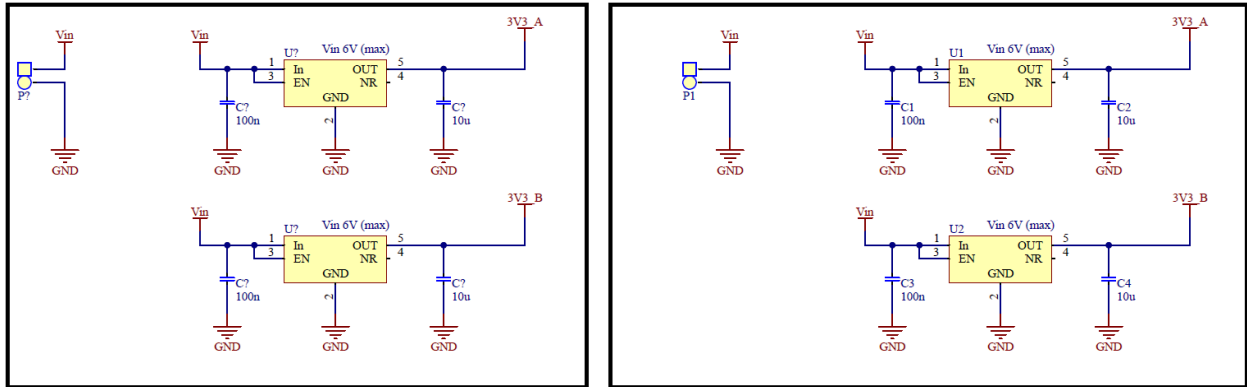 3V3_A
Vin
Vin
U?
Vin 6V (max)
1
In
OUT
5
3
EN
NR
4
P?
GND
C?
100n
2
C?
10u
GND
GND
GND
GND
3V3_B
Vin
U?
Vin 6V (max)
1
In
OUT
5
3
EN
NR
4
GND
C?
100n
2
C?
10u
GND
GND
GND
3V3_A
Vin
Vin
U1
Vin 6V (max)
1
In
OUT
5
3
EN
NR
4
P1
GND
C1
100n
2
C2
10u
GND
GND
GND
GND
3V3_B
Vin
U2
Vin 6V (max)
1
In
OUT
5
3
EN
NR
4
GND
C3
100n
2
C4
10u
GND
GND
GND